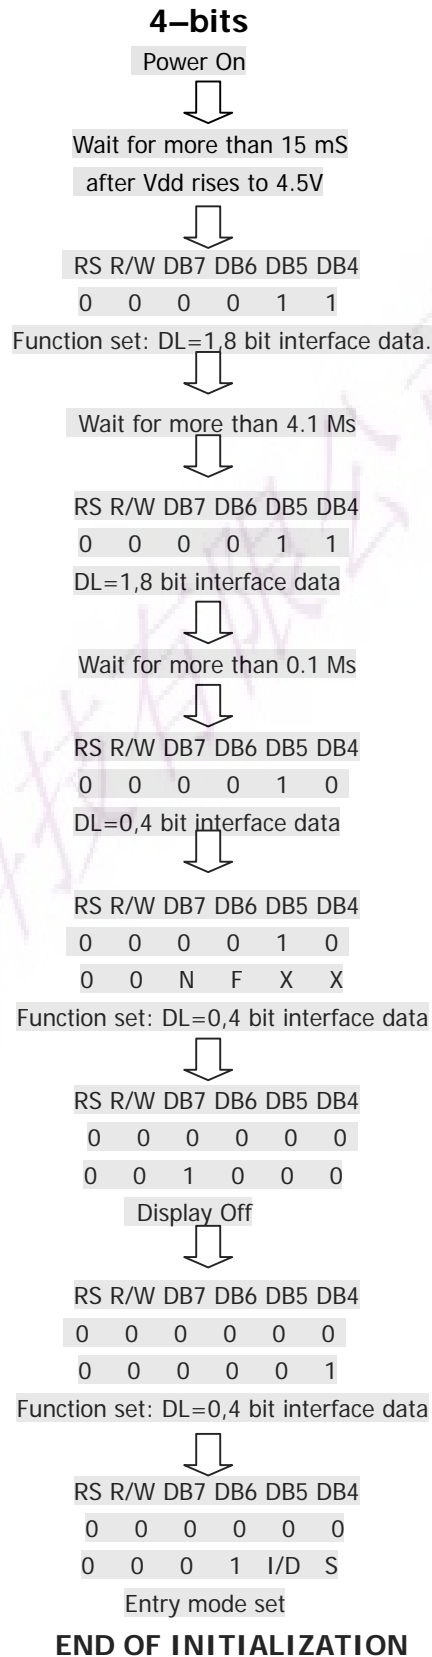 4–bits
Power On
Wait for more than 15 mS
after Vdd rises to 4.5V
RS R/W DB7 DB6 DB5 DB4
0 0 0 0 1 1
Function set: DL=1,8 bit interface data.
Wait for more than 4.1 Ms
RS R/W DB7 DB6 DB5 DB4
0 0 0 0 1 1
DL=1,8 bit interface data
Wait for more than 0.1 Ms
RS R/W DB7 DB6 DB5 DB4
0 0 0 0 1 0
DL=0,4 bit interface data
RS R/W DB7 DB6 DB5 DB4
0 0 0 0 1 0
0 0 N F X X
Function set: DL=0,4 bit interface data
RS R/W DB7 DB6 DB5 DB4
0 0 0 0 0 0
0 0 1 0 0 0
Display Off
RS R/W DB7 DB6 DB5 DB4
0 0 0 0 0 0
0 0 0 0 0 1
Function set: DL=0,4 bit interface data
RS R/W DB7 DB6 DB5 DB4
0 0 0 0 0 0
0 0 0 1 I/D S
Entry mode set
END OF INITIALIZATION